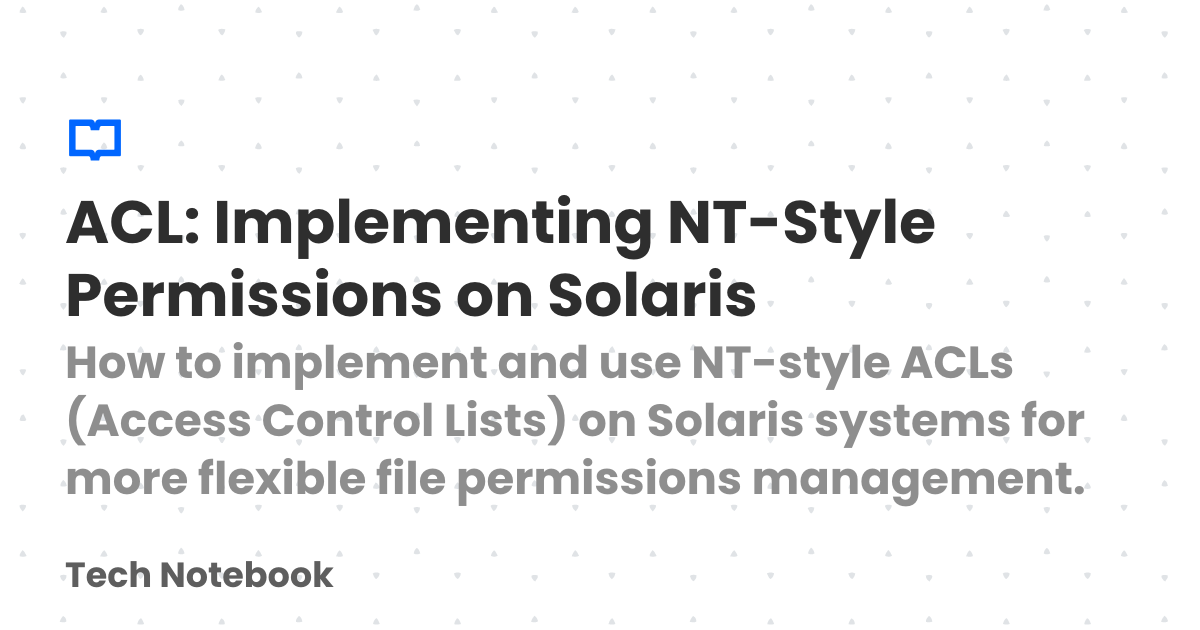 ACL: Implementing NT-Style
Permissions on Solaris
How to implement and use NT-style ACLs
(Access Control Lists) on Solaris systems for
more flexible file permissions management.
Tech Notebook